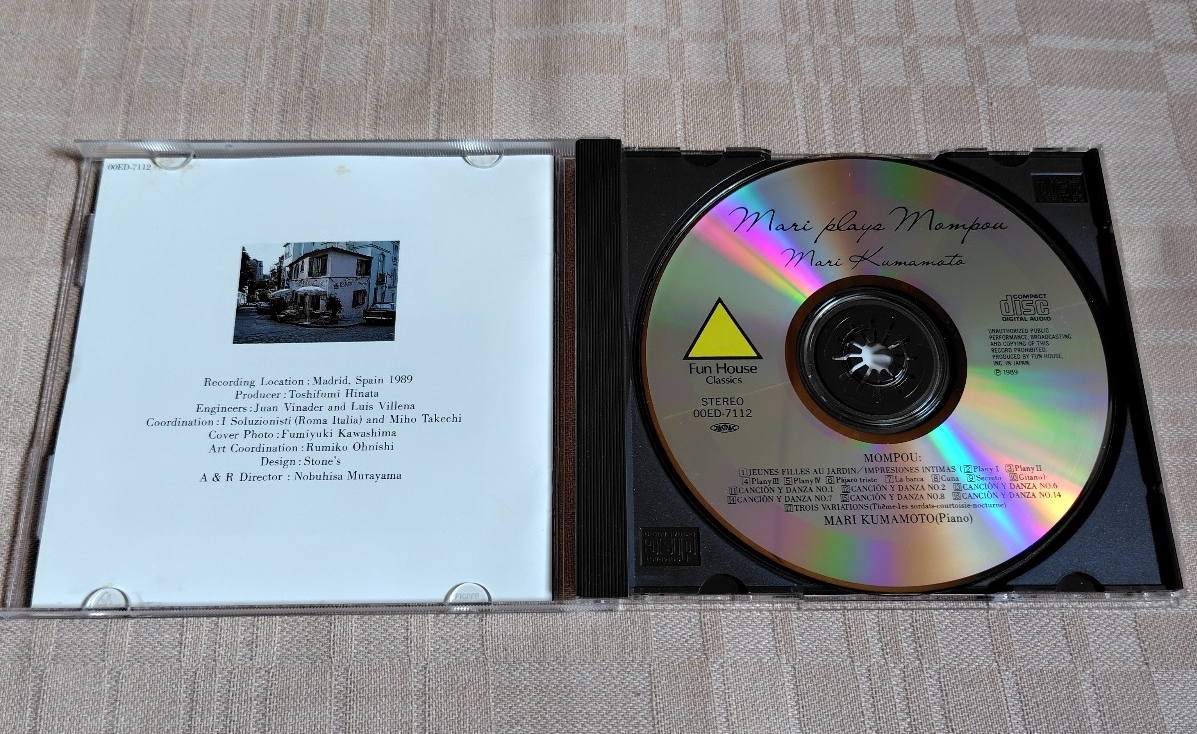 00ED-7112
Recording Location : Madrid, Spain 1989
Producer : Toshifumi Hinata
Engineers : Juan Vinader and Luis Villena
Coordination : I Soluzionisti (Roma Italia) and Miho Takechi
Cover Photo : Fumiyuki Kawashima
Art Coordination : Rumiko Ohnishi
Design : Stone's
A & R Director : Nobuhisa Murayama
Mari plays Mompou
Mari Kumamoto
COMPACT
disc
DIGITAL AUDIO
UNAUTHORIZED PUBLIC
PERFORMANCE, BROADCASTING
AND COPYING OF THIS
RECORD PROHIBITED.
PRODUCED BY FUN HOUSE,
INC. IN JAPAN.
℗ 1989
Fun House
Classics
STEREO
00ED-7112
MOMPOU:
1 JEUNES FILLES AU JARDIN/IMPRESIONES INTIMAS (2 Plany I 3 Plany II
4 Plany III 5 Plany IV 6 Pájaro triste 7 La barca 8 Cuna 9 Secreto 10 Gitano)
11 CANCIÓN Y DANZA NO.1 12 CANCIÓN Y DANZA NO.2 13 CANCIÓN Y DANZA NO.6
14 CANCIÓN Y DANZA NO.7 15 CANCIÓN Y DANZA NO.8 16 CANCIÓN Y DANZA NO.14
17 TROIS VARIATIONS (Thème-les sordats-courtoisie-nocturne)
MARI KUMAMOTO (Piano)